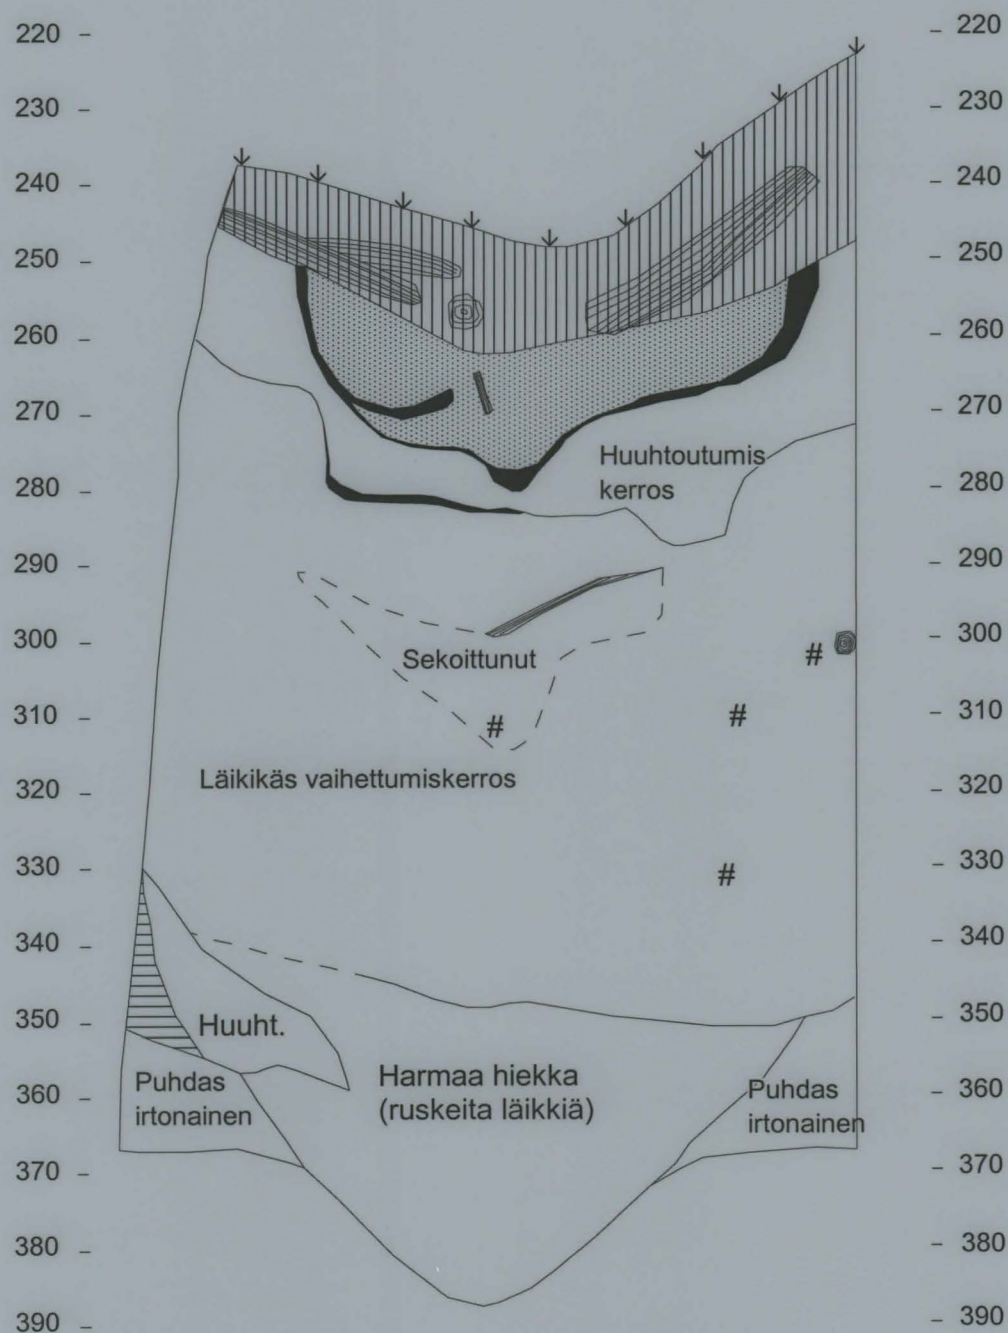 220 – – 220
230 – – 230
240 – – 240
250 – – 250
260 – – 260
270 – – 270
Huuhtoutumis
kerros
280 – – 280
290 – – 290
300 – – 300
Sekoittunut
#
#
310 – – 310
#
Läikikäs vaihettumiskerros
320 – – 320
330 – – 330
#
340 – – 340
350 – – 350
Huuht.
Harmaa hiekka
(ruskeita läikkiä)
Puhdas
irtonainen
Puhdas
irtonainen
360 – – 360
370 – – 370
380 – – 380
390 – – 390